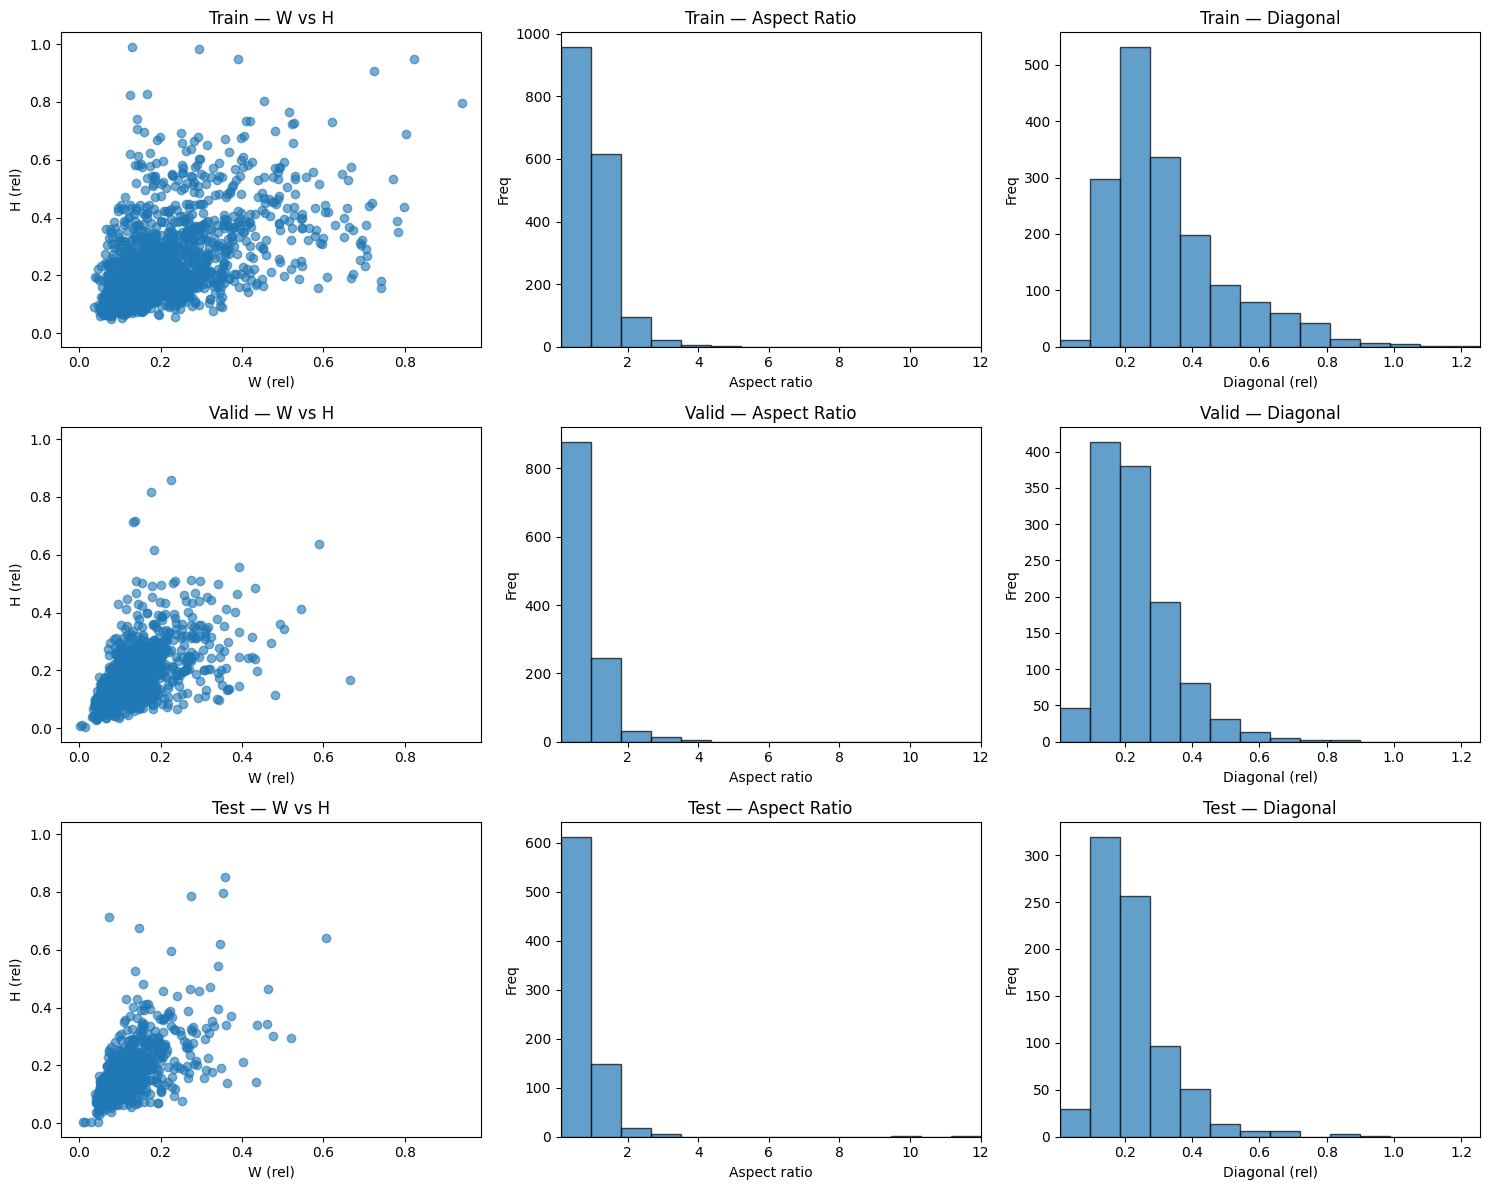 Train — W vs H
Train — Aspect Ratio
Train — Diagonal
1.0
0.8
0.6
0.4
0.2
0.0
H (rel)
0.0 0.2 0.4 0.6 0.8
W (rel)
1000
800
600
400
200
0
Freq
2 4 6 8 10 12
Aspect ratio
500
400
300
200
100
0
Freq
0.2 0.4 0.6 0.8 1.0 1.2
Diagonal (rel)
Valid — W vs H
Valid — Aspect Ratio
Valid — Diagonal
1.0
0.8
0.6
0.4
0.2
0.0
H (rel)
0.0 0.2 0.4 0.6 0.8
W (rel)
800
600
400
200
0
Freq
2 4 6 8 10 12
Aspect ratio
400
350
300
250
200
150
100
50
0
Freq
0.2 0.4 0.6 0.8 1.0 1.2
Diagonal (rel)
Test — W vs H
Test — Aspect Ratio
Test — Diagonal
1.0
0.8
0.6
0.4
0.2
0.0
H (rel)
0.0 0.2 0.4 0.6 0.8
W (rel)
600
500
400
300
200
100
0
Freq
2 4 6 8 10 12
Aspect ratio
300
250
200
150
100
50
0
Freq
0.2 0.4 0.6 0.8 1.0 1.2
Diagonal (rel)